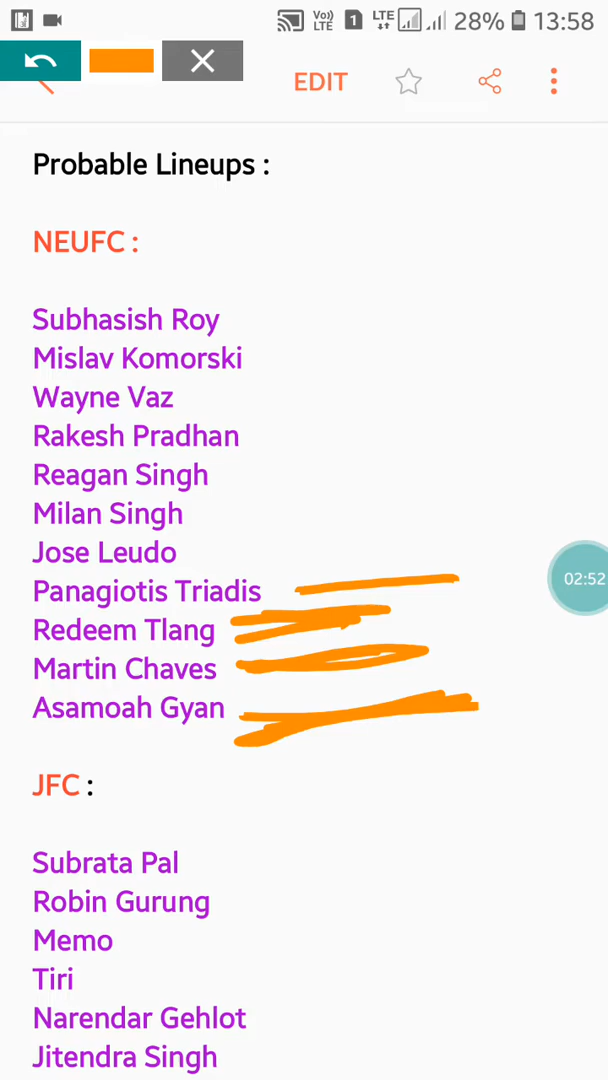 Vo)) LTE 1 LTE 28% 13:58
EDIT
Probable Lineups :
NEUFC :
Subhasish Roy
Mislav Komorski
Wayne Vaz
Rakesh Pradhan
Reagan Singh
Milan Singh
Jose Leudo
02:52
Panagiotis Triadis
Redeem Tlang
Martin Chaves
Asamoah Gyan
JFC :
Subrata Pal
Robin Gurung
Memo
Tiri
Narendar Gehlot
Jitendra Singh